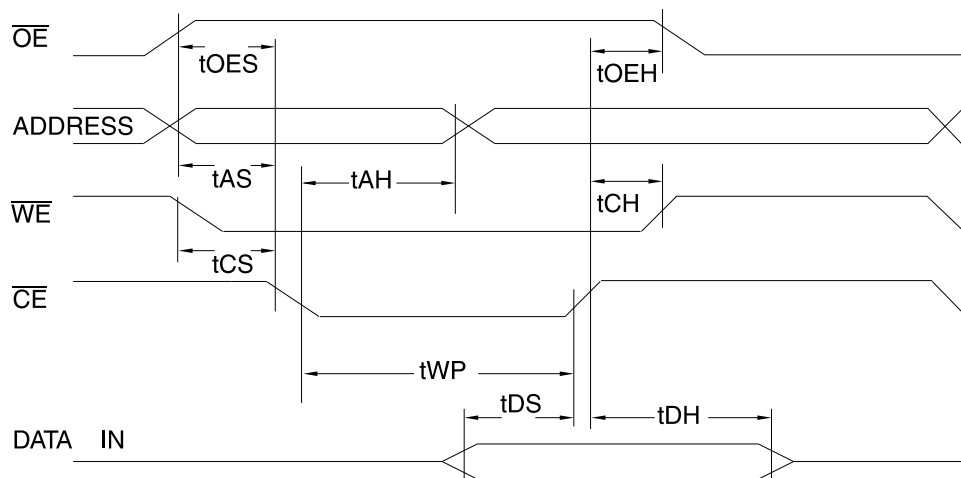 OE
tOES
tOEH
ADDRESS
tAS
tAH
tCH
WE
tCS
CE
tWP
tDS
tDH
DATA IN